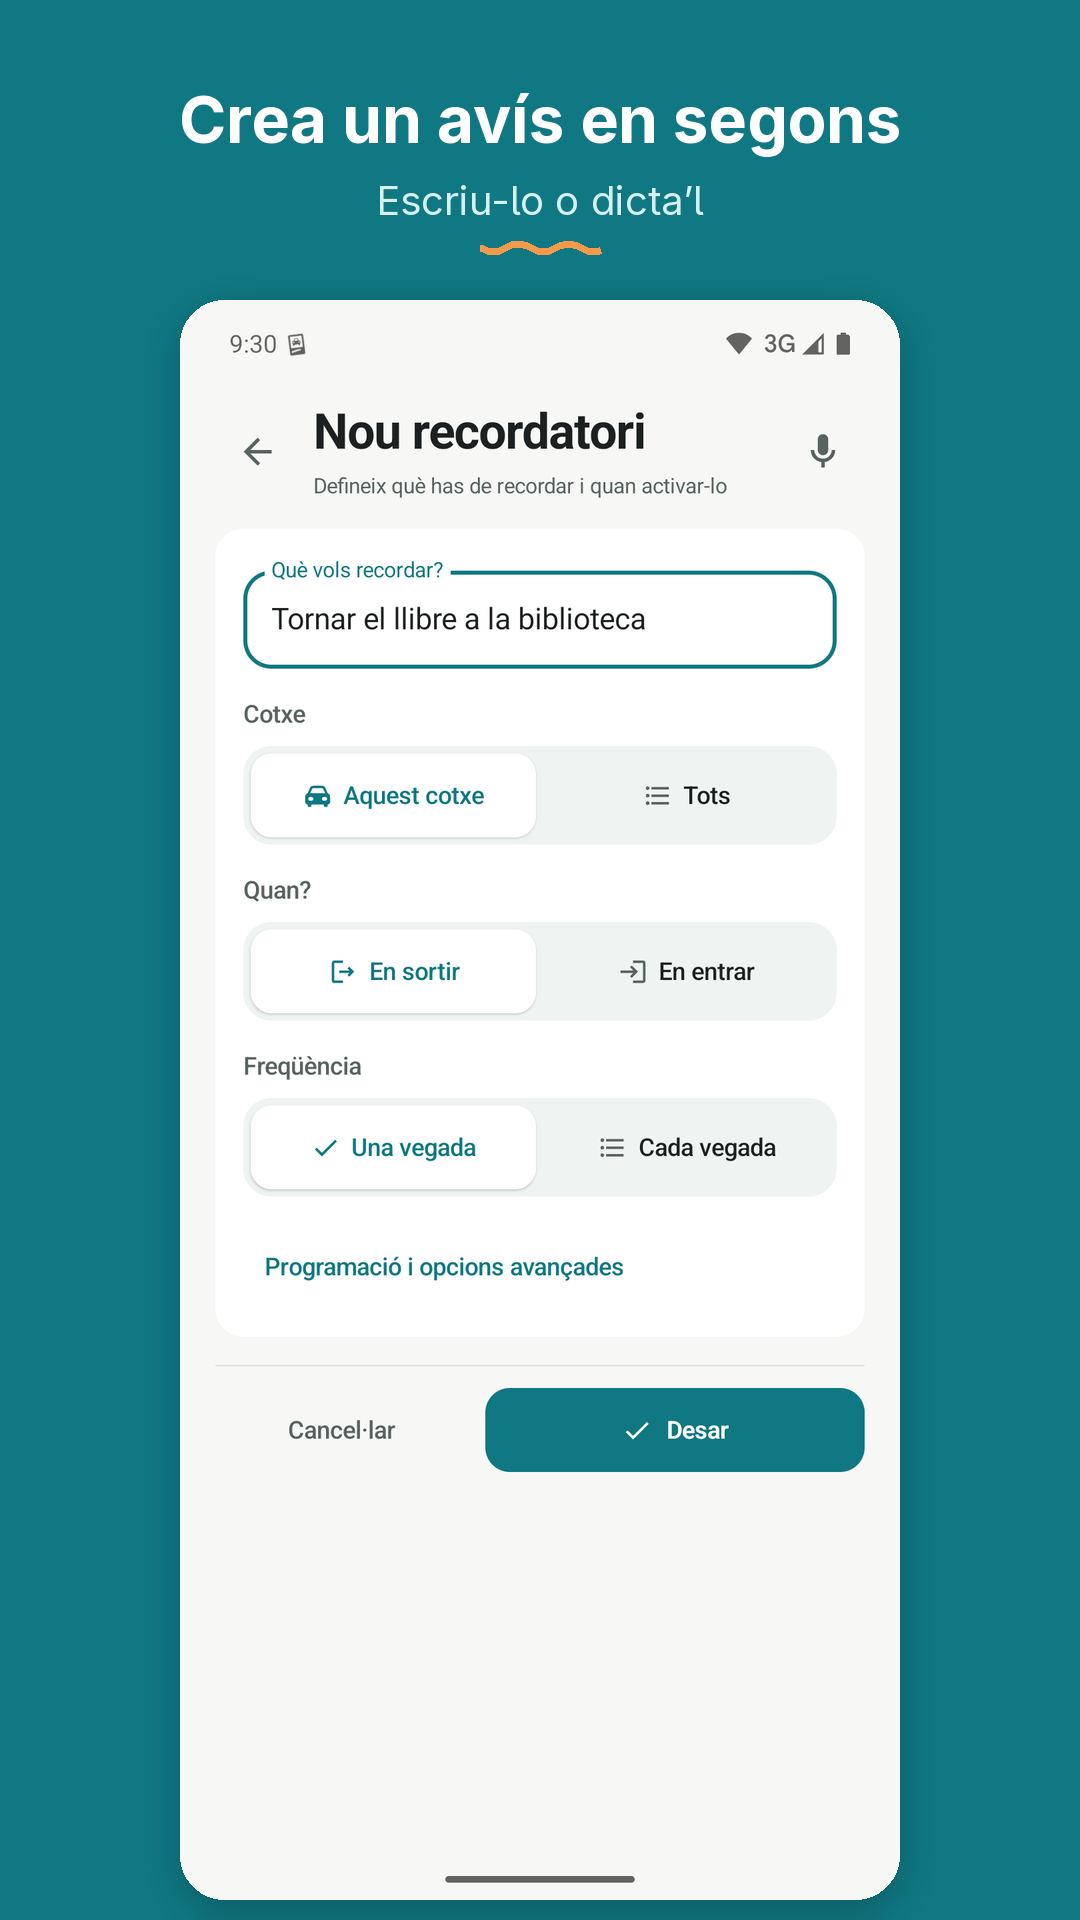 Crea un avís en segons
Escriu-lo o dicta’l
9:30
3G
Nou recordatori
Defineix què has de recordar i quan activar-lo
Què vols recordar?
Tornar el llibre a la biblioteca
Cotxe
Aquest cotxe
Tots
Quan?
En sortir
En entrar
Freqüència
Una vegada
Cada vegada
Programació i opcions avançades
Cancel·lar
Desar